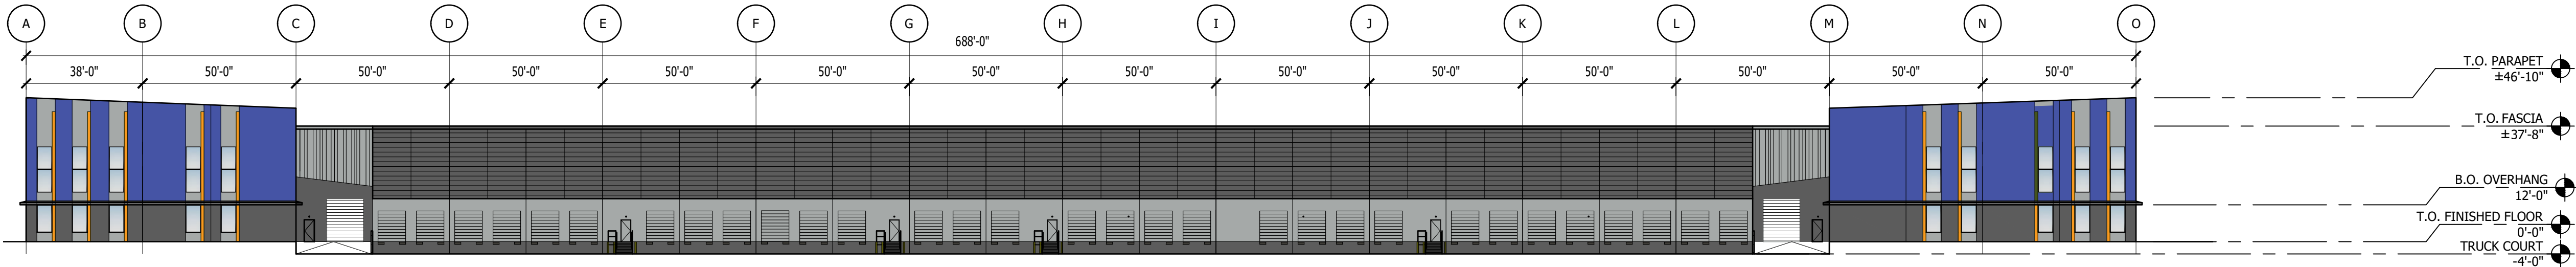 A B C D E F G H I J K L M N O
688'-0"
38'-0" 50'-0" 50'-0" 50'-0" 50'-0" 50'-0" 50'-0" 50'-0" 50'-0" 50'-0" 50'-0" 50'-0" 50'-0" 50'-0"
T.O. PARAPET
±46'-10"
T.O. FASCIA
±37'-8"
B.O. OVERHANG
12'-0"
T.O. FINISHED FLOOR
0'-0"
TRUCK COURT
-4'-0"